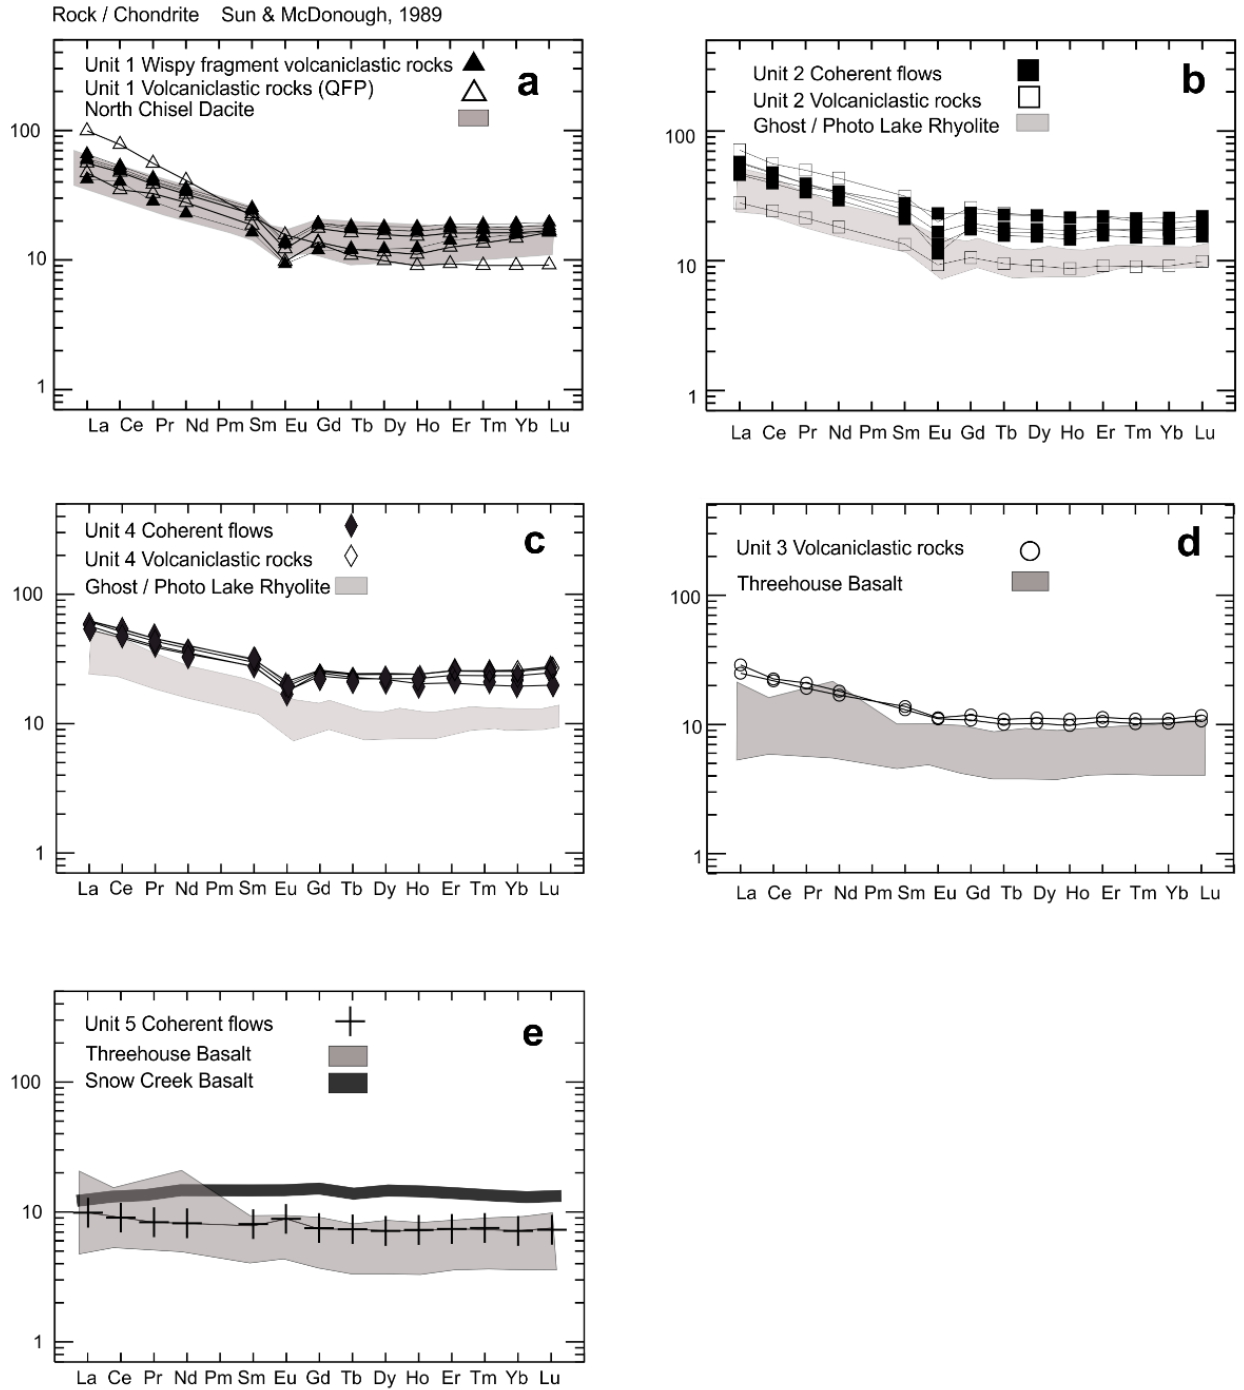 Rock / Chondrite Sun & McDonough, 1989
Unit 1 Wispy fragment volcaniclastic rocks
Unit 1 Volcaniclastic rocks (QFP)
North Chisel Dacite
a
100
10
1
La Ce Pr Nd Pm Sm Eu Gd Tb Dy Ho Er Tm Yb Lu
Unit 2 Coherent flows
Unit 2 Volcaniclastic rocks
Ghost / Photo Lake Rhyolite
b
100
10
1
La Ce Pr Nd Pm Sm Eu Gd Tb Dy Ho Er Tm Yb Lu
Unit 4 Coherent flows
Unit 4 Volcaniclastic rocks
Ghost / Photo Lake Rhyolite
c
100
10
1
La Ce Pr Nd Pm Sm Eu Gd Tb Dy Ho Er Tm Yb Lu
Unit 3 Volcaniclastic rocks
Threehouse Basalt
d
100
10
1
La Ce Pr Nd Pm Sm Eu Gd Tb Dy Ho Er Tm Yb Lu
Unit 5 Coherent flows
Threehouse Basalt
Snow Creek Basalt
e
100
10
1
La Ce Pr Nd Pm Sm Eu Gd Tb Dy Ho Er Tm Yb Lu